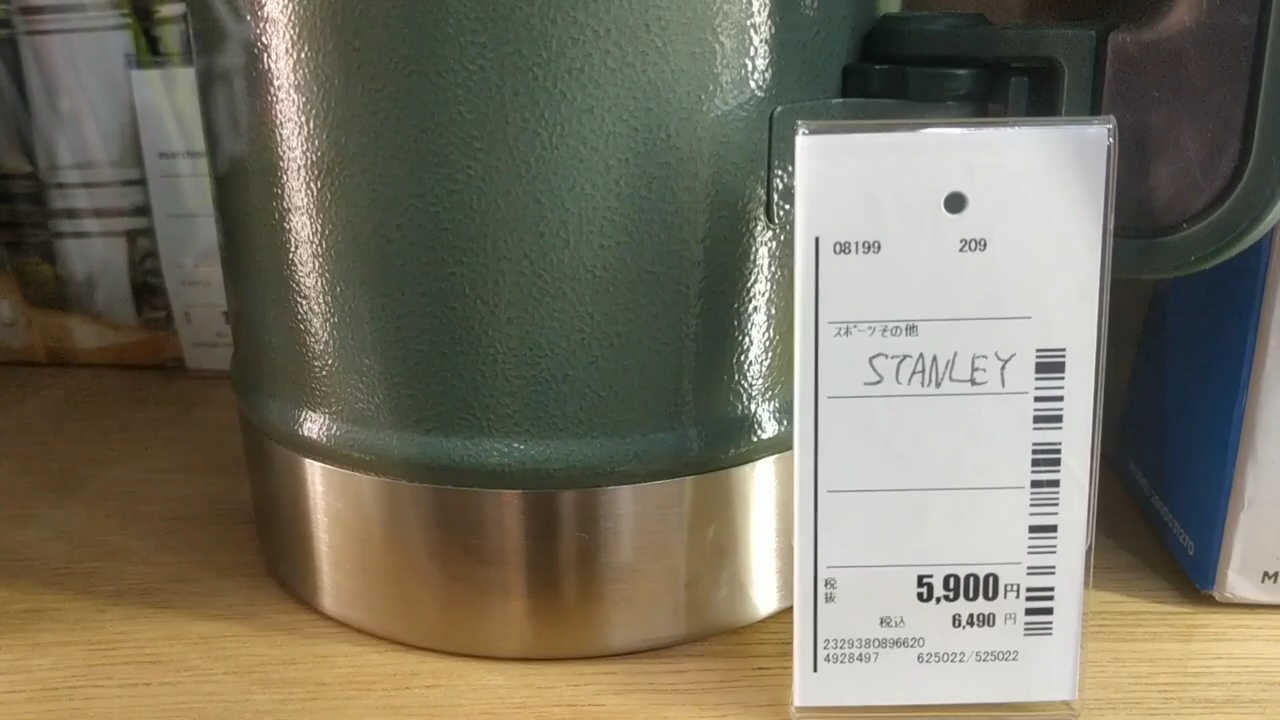 08199 209
スポーツその他
STANLEY
税抜 5,900円
税込 6,490 円
2329380896620
4928497 625022/525022